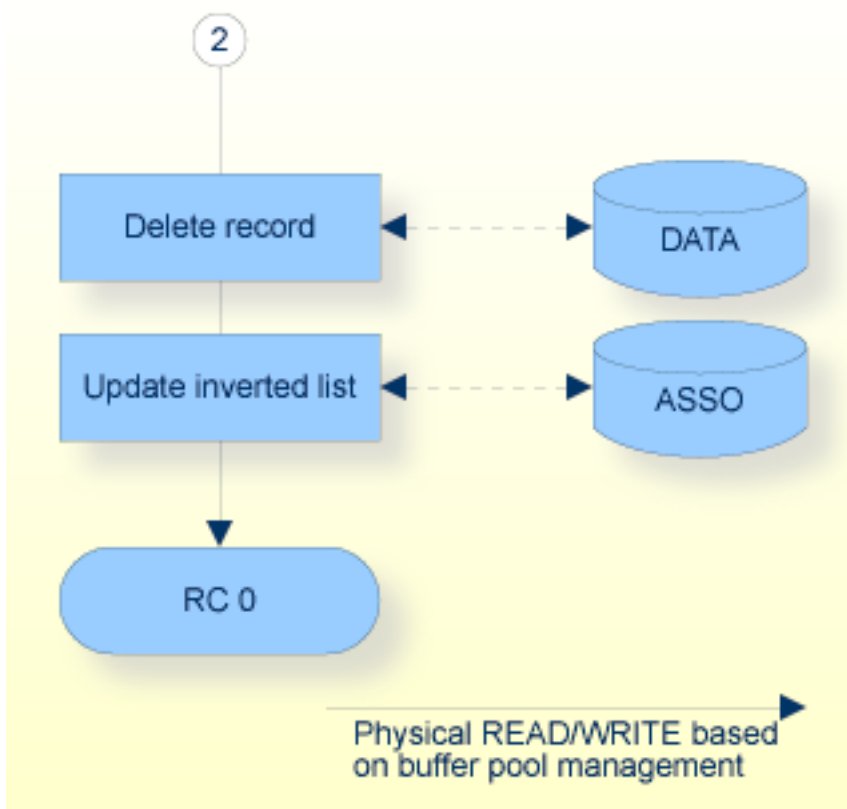 2
Delete record
DATA
Update inverted list
ASSO
RC 0
Physical READ/WRITE based
on buffer pool management